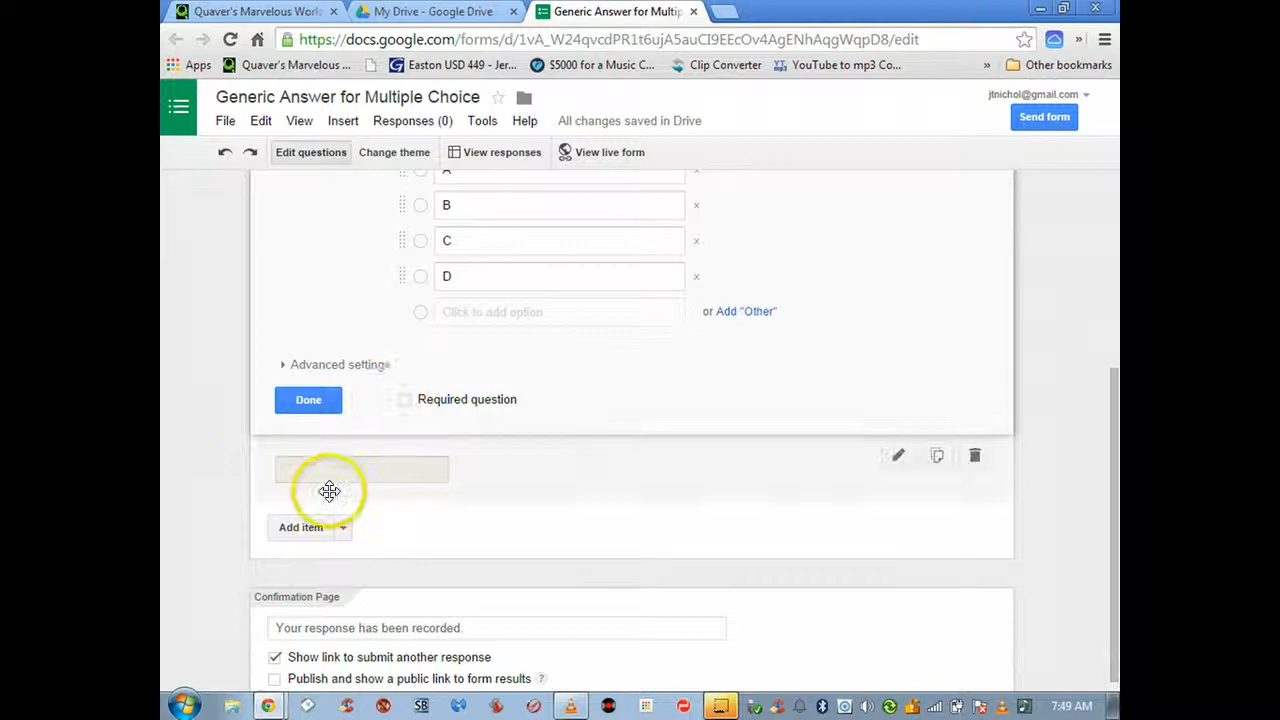 Quaver's Marvelous Worl
My Drive - Google Drive
Generic Answer for Multip
https://docs.google.com/forms/d/1vA_W24qvcdPR1t6ujA5auCI9EEcOv4AgENhAqgWqpD8/edit
Apps
Quaver's Marvelous ...
Easton USD 449 - Jer...
$5000 for a Music C...
Clip Converter
YouTube to mp3 Co...
»
Other bookmarks
Generic Answer for Multiple Choice
jtnichol@gmail.com
File Edit View Insert Responses (0) Tools Help All changes saved in Drive
Send form
Edit questions
Change theme
View responses
View live form
A
B
C
D
Click to add option
or Add "Other"
Advanced settings
Done
Required question
Add item
Confirmation Page
Your response has been recorded.
Show link to submit another response
Publish and show a public link to form results ?
SB
7:49 AM